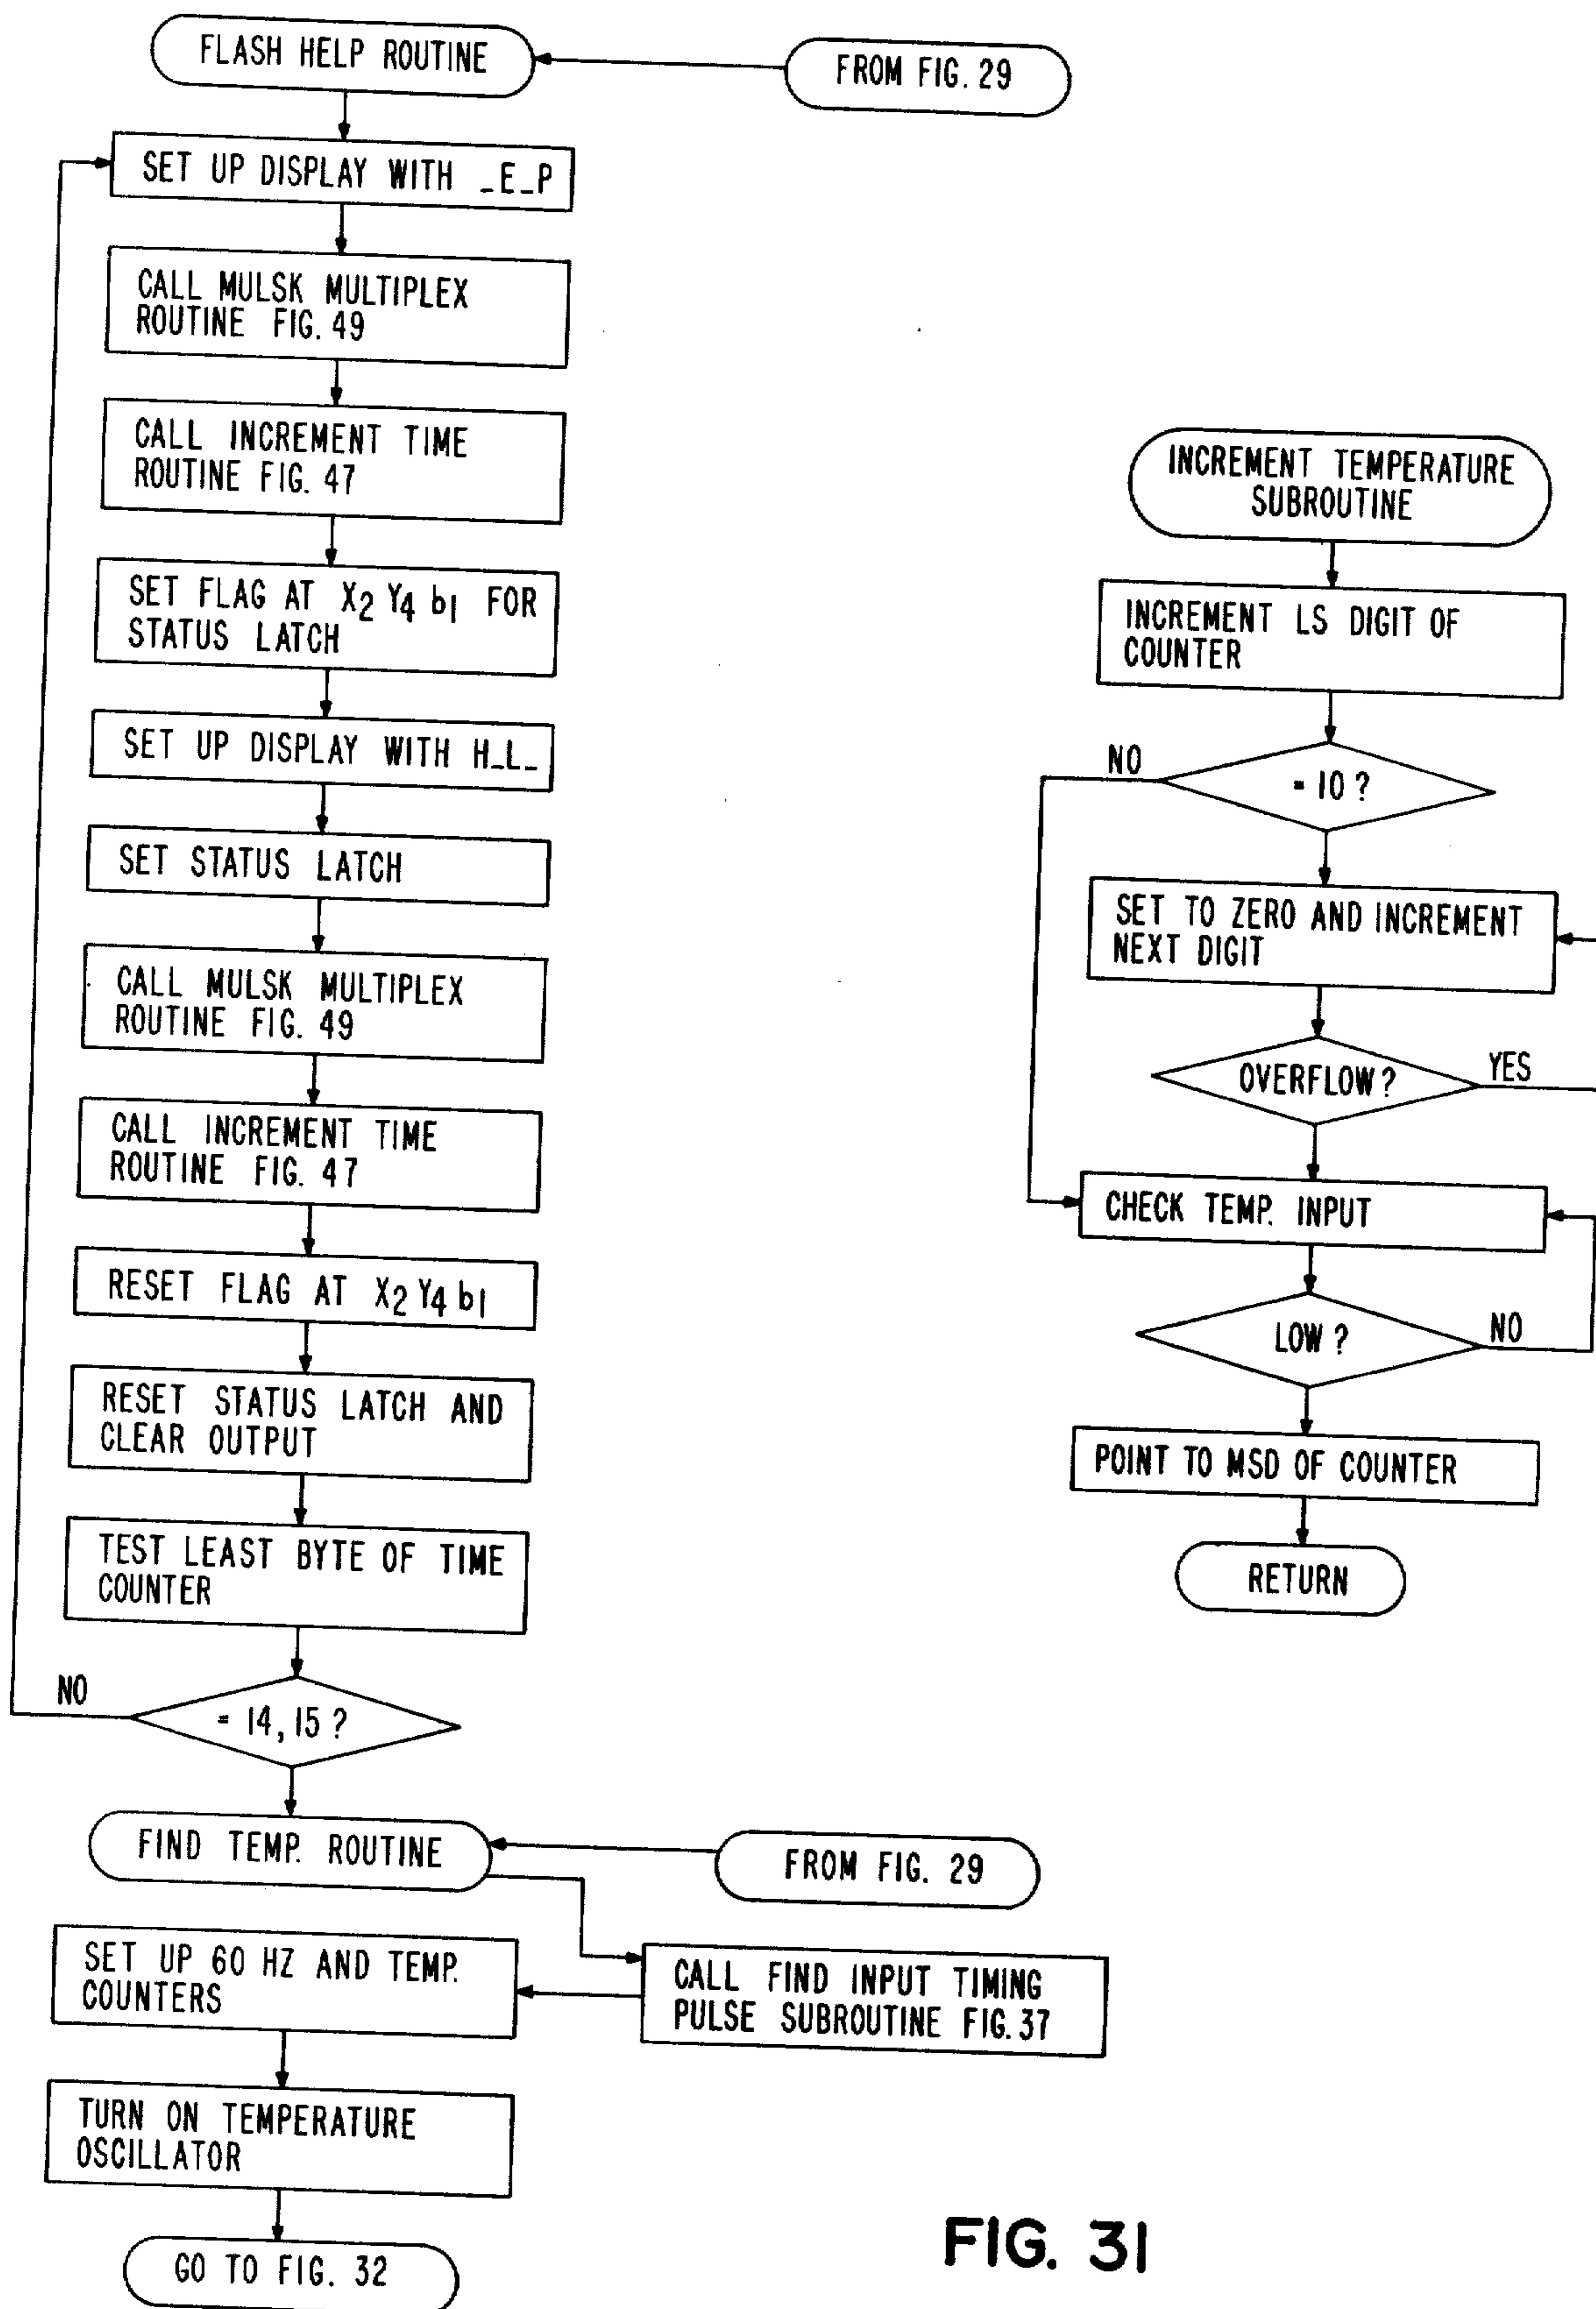 FLASH HELP ROUTINE
FROM FIG. 29
SET UP DISPLAY WITH _E_P
CALL MULSK MULTIPLEX
ROUTINE FIG. 49
CALL INCREMENT TIME
ROUTINE FIG. 47
SET FLAG AT X2 Y4 b1 FOR
STATUS LATCH
SET UP DISPLAY WITH H_L_
SET STATUS LATCH
CALL MULSK MULTIPLEX
ROUTINE FIG. 49
CALL INCREMENT TIME
ROUTINE FIG. 47
RESET FLAG AT X2 Y4 b1
RESET STATUS LATCH AND
CLEAR OUTPUT
TEST LEAST BYTE OF TIME
COUNTER
NO
= 14, 15 ?
FIND TEMP. ROUTINE
FROM FIG. 29
SET UP 60 HZ AND TEMP.
COUNTERS
CALL FIND INPUT TIMING
PULSE SUBROUTINE FIG. 37
TURN ON TEMPERATURE
OSCILLATOR
GO TO FIG. 32
INCREMENT TEMPERATURE
SUBROUTINE
INCREMENT LS DIGIT OF
COUNTER
NO
= 10 ?
SET TO ZERO AND INCREMENT
NEXT DIGIT
OVERFLOW ?
YES
CHECK TEMP. INPUT
LOW ?
NO
POINT TO MSD OF COUNTER
RETURN
FIG. 31